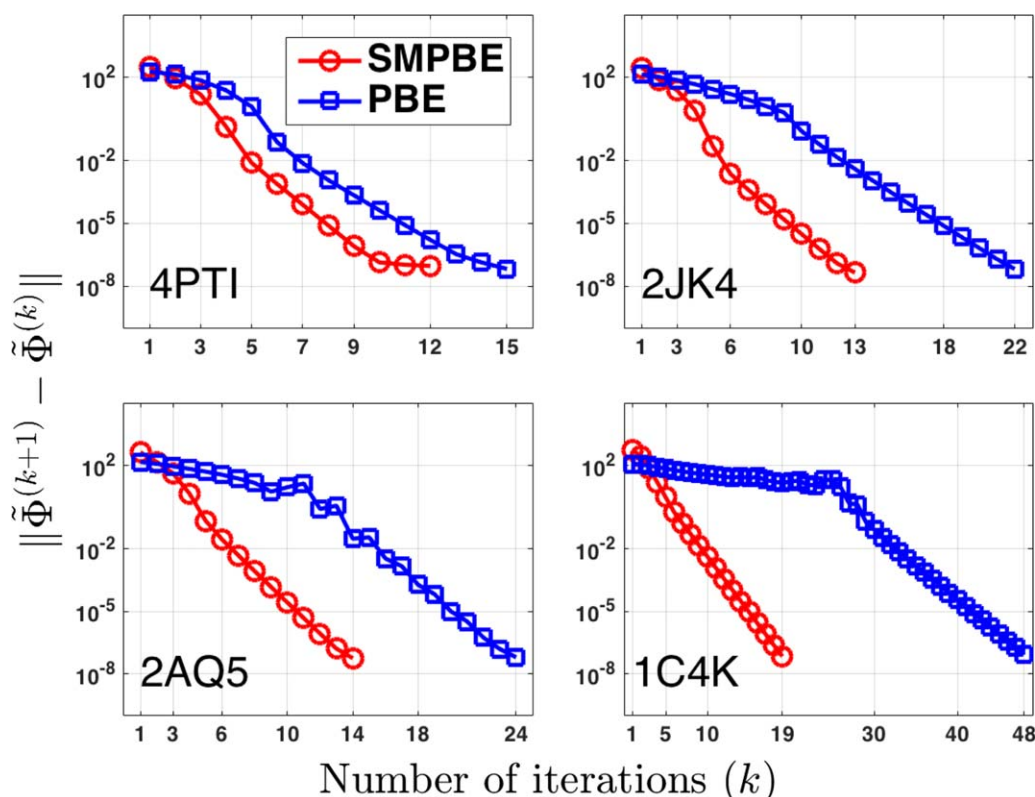 SMPBE
PBE
10^2
10^-2
10^-5
10^-8
4PTI
1 3 5 7 9 12 15
10^2
10^-2
10^-5
10^-8
2JK4
1 3 6 10 13 18 22
‖Φ̃^(k+1) − Φ̃^(k)‖
10^2
10^-2
10^-5
10^-8
2AQ5
1 3 6 10 14 18 24
10^2
10^-2
10^-5
10^-8
1C4K
1 5 10 19 30 40 48
Number of iterations (k)